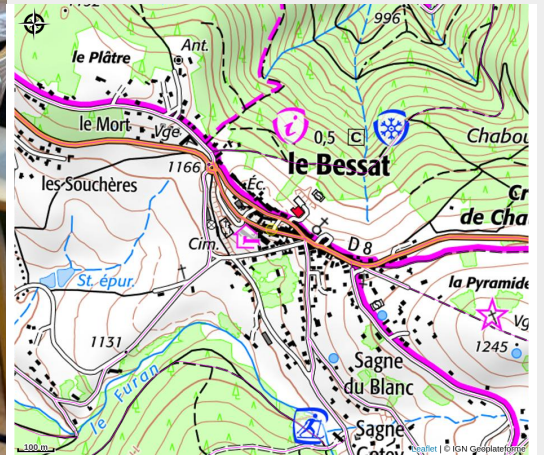 996
Ant.
le Plâtre
le Mort
Vge
0,5 C
Chabou
1166
le Bessat
les Souchères
Éc.
Cr
de Cha
Cim.
D 8
St. épur.
la Pyramide
Vg
1131
1245
Sagne
du Blanc
le Furan
Sagne
100 m
Leaflet | © IGN Geoplateforme